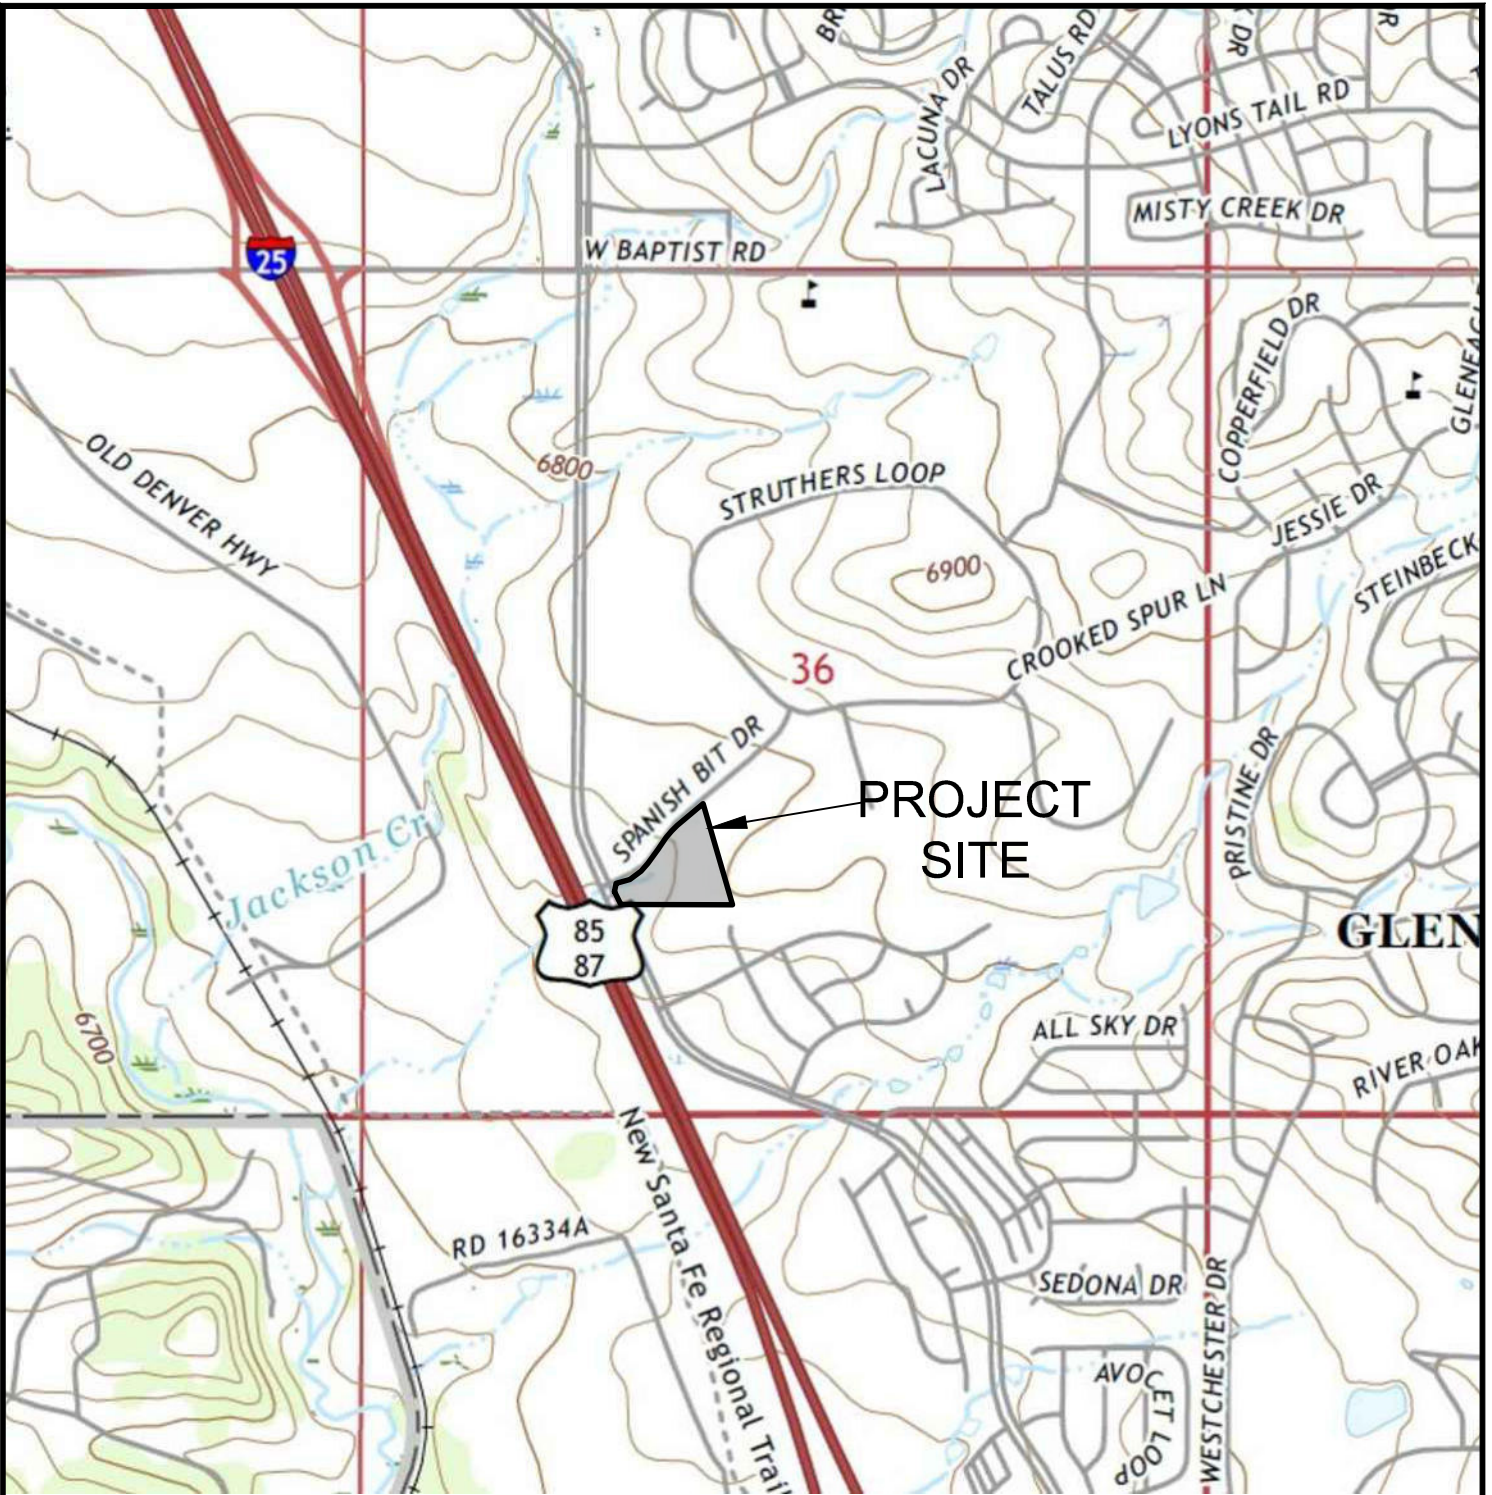 LACUNA DR
TALUS RD
LYONS TAIL RD
MISTY CREEK DR
W BAPTIST RD
25
COPPERFIELD DR
OLD DENVER HWY
6800
STRUTHERS LOOP
JESSIE DR
6900
STEINBECK
CROOKED SPUR LN
36
SPANISH BIT DR
PRISTINE DR
PROJECT
SITE
Jackson Cr
85
87
GLEN
6700
ALL SKY DR
RIVER OAK
New Santa Fe Regional Trail
RD 16334A
SEDONA DR
WESTCHESTER DR
AVOCET LOOP